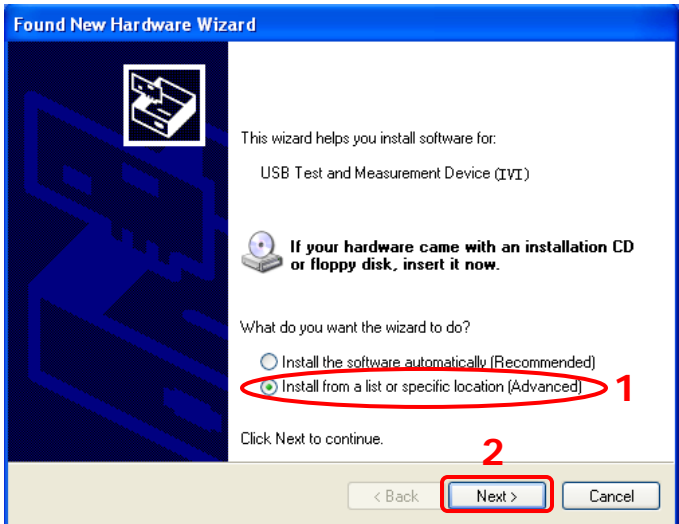 Found New Hardware Wizard
This wizard helps you install software for:
USB Test and Measurement Device (IVI)
If your hardware came with an installation CD
or floppy disk, insert it now.
What do you want the wizard to do?
Install the software automatically (Recommended)
Install from a list or specific location (Advanced)
1
Click Next to continue.
2
< Back
Next >
Cancel